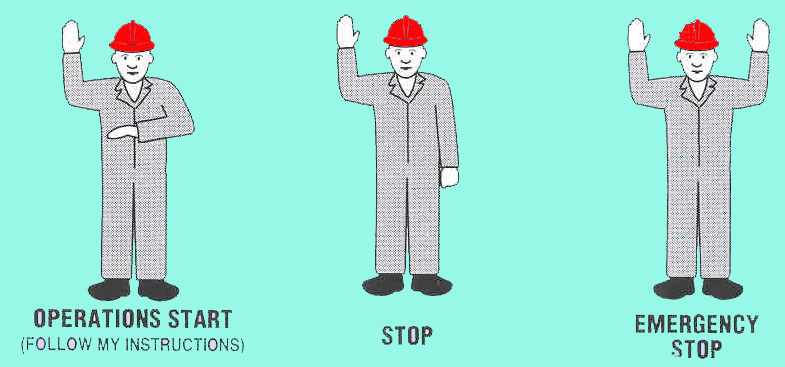 OPERATIONS START
(FOLLOW MY INSTRUCTIONS)
STOP
EMERGENCY
STOP